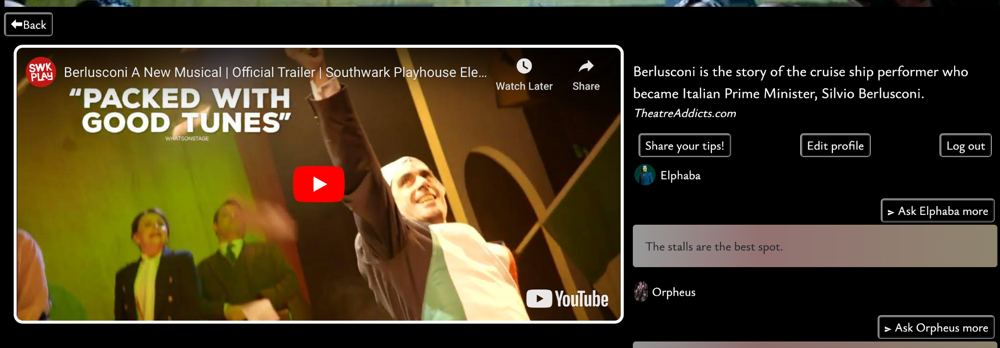 Back
SWK
PLAY
Berlusconi A New Musical | Official Trailer | Southwark Playhouse Ele...
Watch Later
Share
“PACKED WITH
GOOD TUNES”
WHATSONSTAGE
YouTube
Berlusconi is the story of the cruise ship performer who
became Italian Prime Minister, Silvio Berlusconi.
TheatreAddicts.com
Share your tips!
Edit profile
Log out
Elphaba
➤ Ask Elphaba more
The stalls are the best spot.
Orpheus
➤ Ask Orpheus more